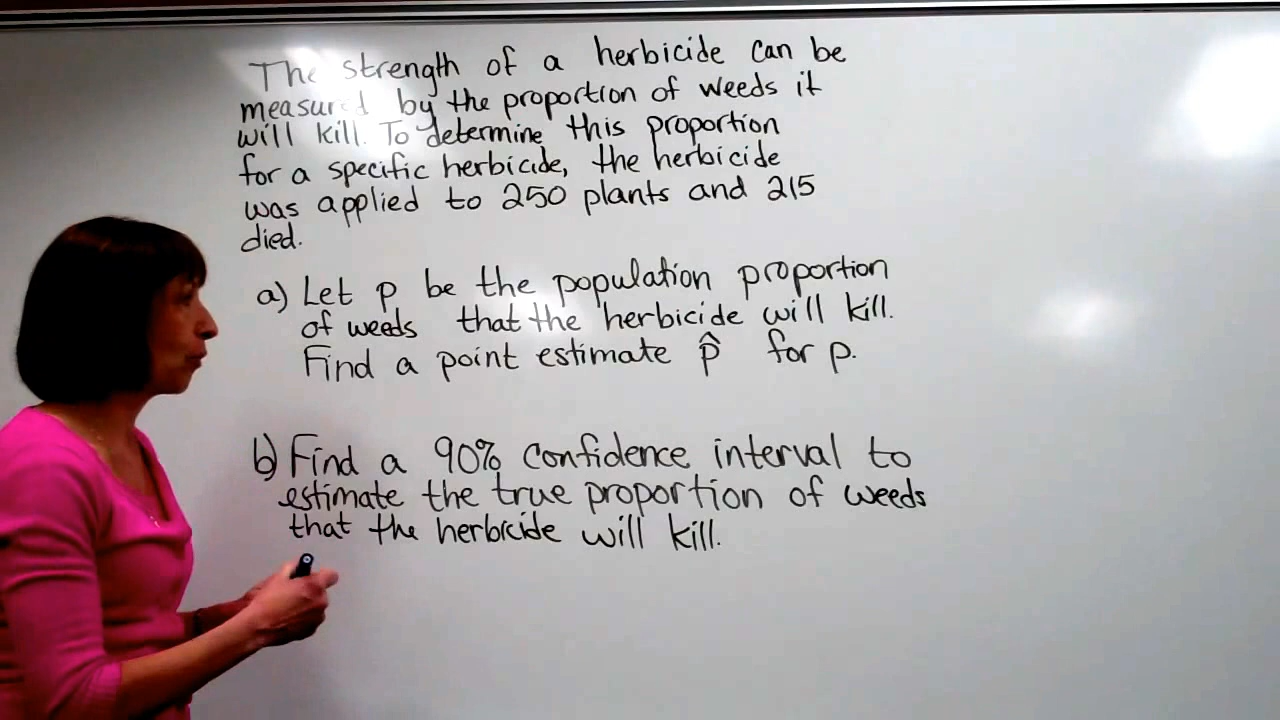 The strength of a herbicide can be
measured by the proportion of weeds it
will kill. To determine this proportion
for a specific herbicide, the herbicide
was applied to 250 plants and 215
died.
a) Let p be the population proportion
of weeds that the herbicide will kill.
Find a point estimate p̂ for p.
b) Find a 90% confidence interval to
estimate the true proportion of weeds
that the herbicide will kill.